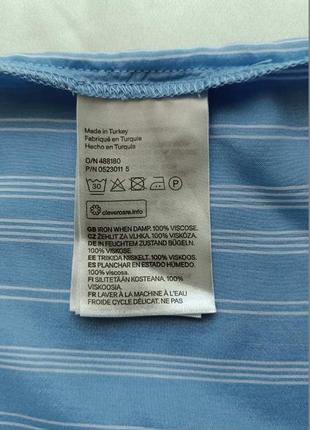 Made in Turkey
Fabriqué en Turquie
Hecho en Turquía
O/N 488180
P/N 0523011 5
30
P
clevercare.info
GB IRON WHEN DAMP. 100% VISCOSE.
CZ ŽEHLIT ZA VLHKA. 100% VISKÓZA.
DE IN FEUCHTEM ZUSTAND BÜGELN.
100% VISKOSE.
EE TRIIKIDA NIISKELT. 100% VISKOOS.
ES PLANCHAR EN ESTADO HÚMEDO.
100% viscosa.
FI SILITETÄÄN KOSTEANA. 100%
VISKOOSIA.
FR LAVER À LA MACHINE À L'EAU
FROIDE CYCLE DÉLICAT. NE PAS